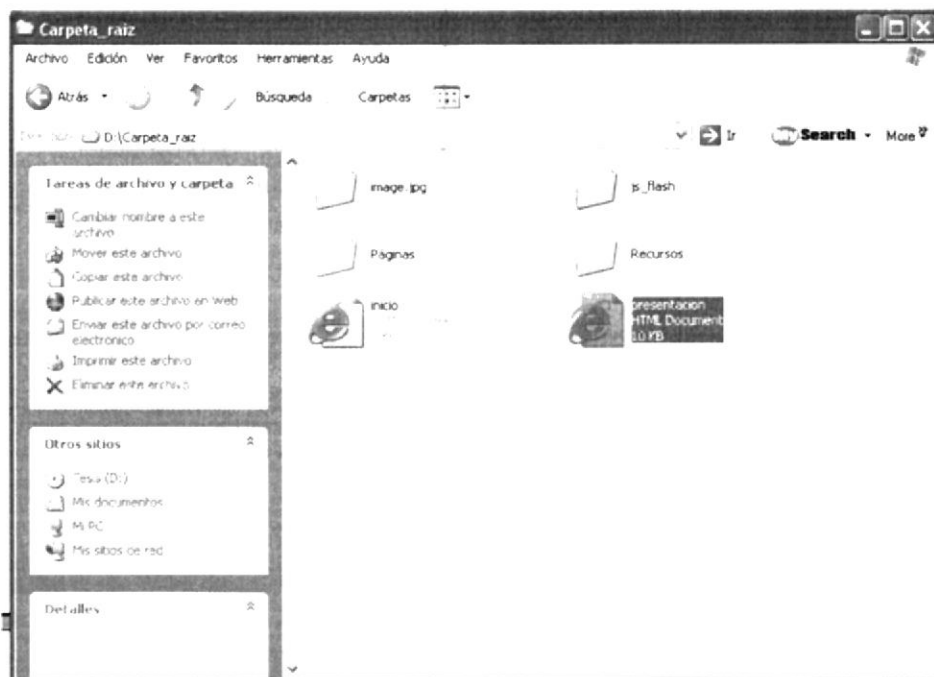 Carpeta_raiz
Archivo Edición Ver Favoritos Herramientas Ayuda
Atrás Búsqueda Carpetas
D:\Carpeta_raiz Ir Search More
Tareas de archivo y carpeta
Cambiar nombre a este
archivo
Mover este archivo
Copiar este archivo
Publicar este archivo en Web
Enviar este archivo por correo
electrónico
Imprimir este archivo
Eliminar este archivo
Otros sitios
Tesis (D:)
Mis documentos
Mi PC
Mis sitios de red
Detalles
image.jpg
js_flash
Páginas
Recursos
inicio
presentacion
HTML Document
10 KB